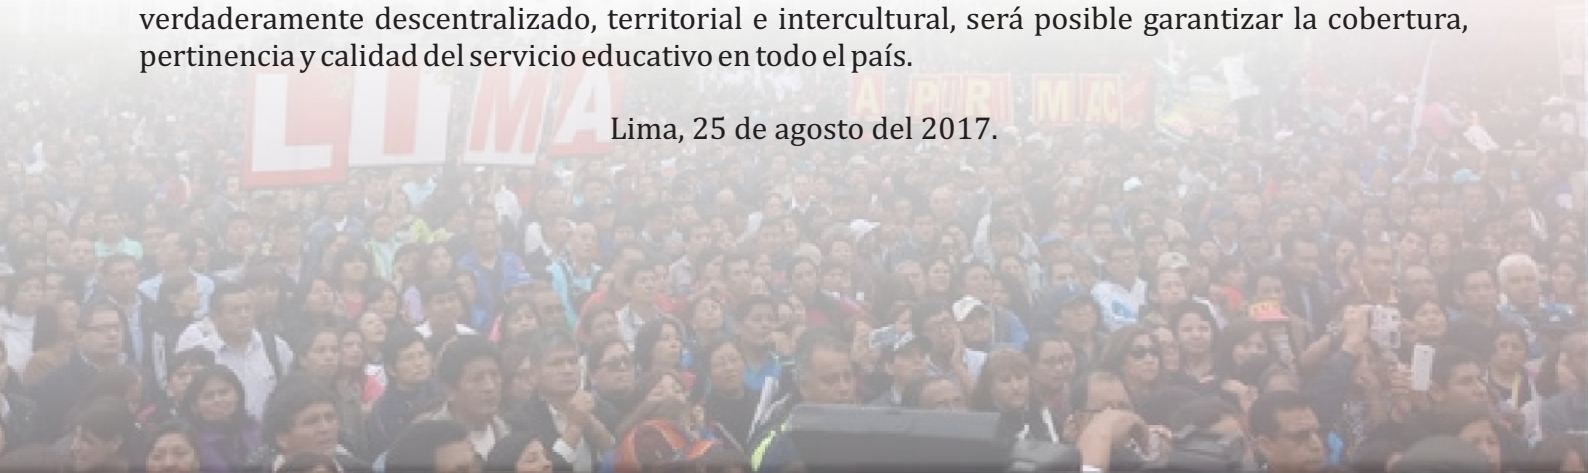 verdaderamente descentralizado, territorial e intercultural, será posible garantizar la cobertura,
pertinencia y calidad del servicio educativo en todo el país.
LIMA
Lima, 25 de agosto del 2017.